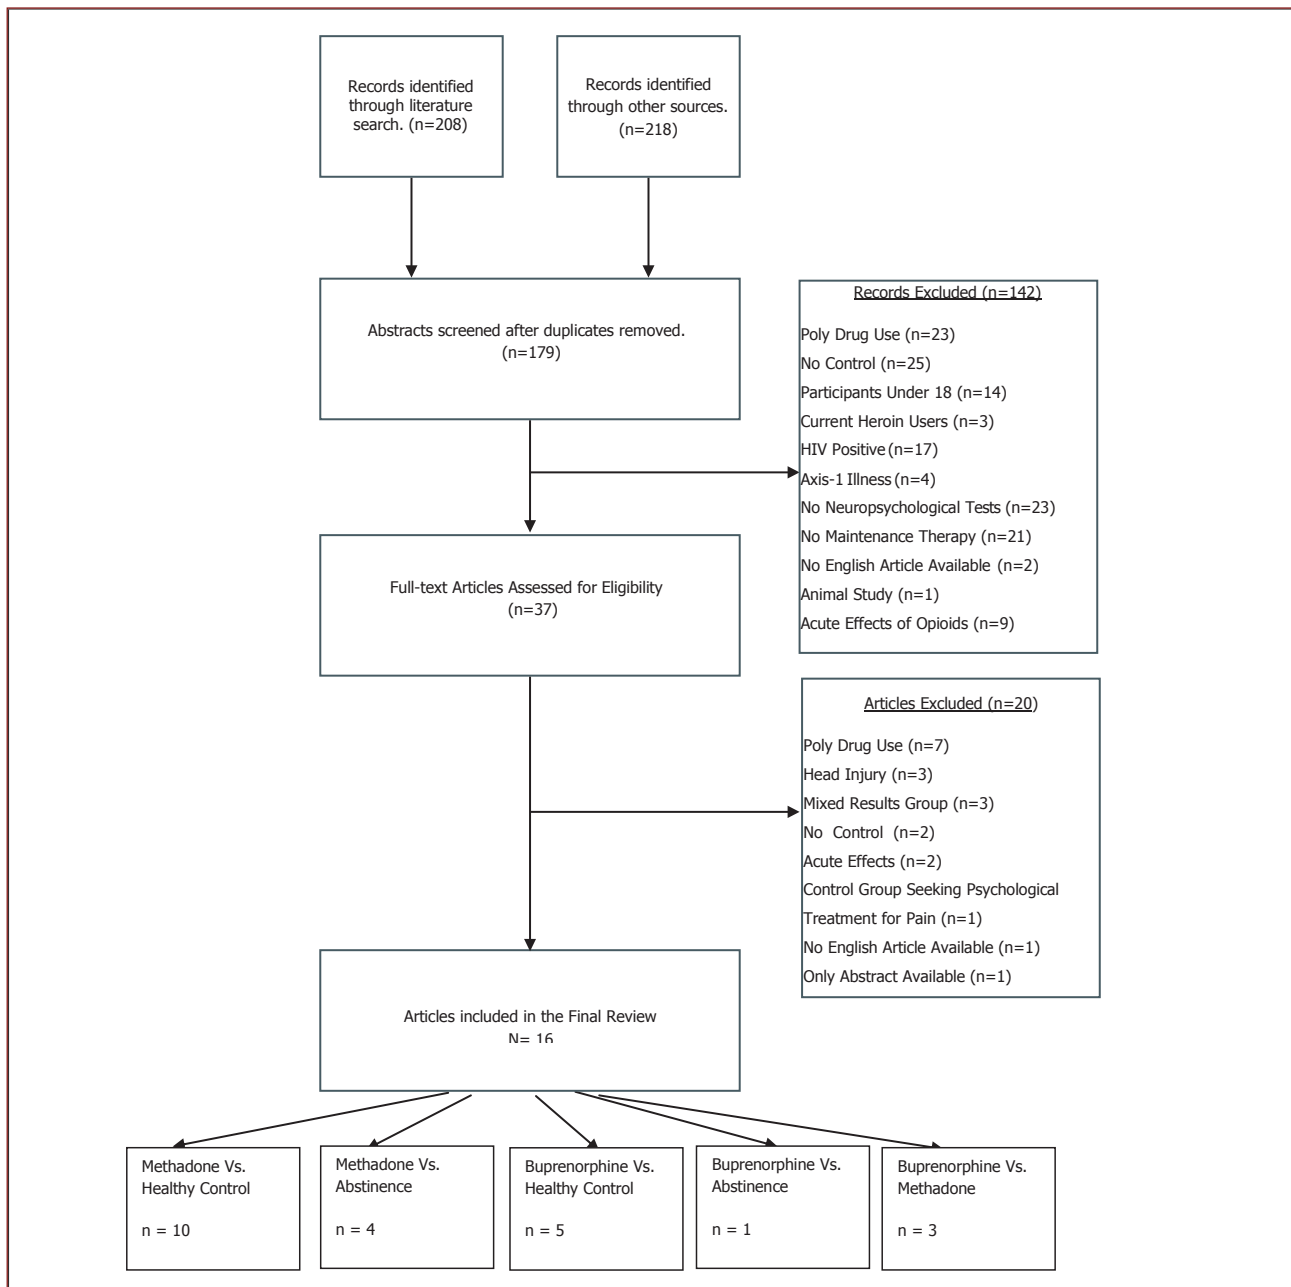 Records identified
through literature
search. (n=208)
Records identified
through other sources.
(n=218)
Abstracts screened after duplicates removed.
(n=179)
Records Excluded (n=142)
Poly Drug Use (n=23)
No Control (n=25)
Participants Under 18 (n=14)
Current Heroin Users (n=3)
HIV Positive (n=17)
Axis-1 Illness (n=4)
No Neuropsychological Tests (n=23)
No Maintenance Therapy (n=21)
No English Article Available (n=2)
Animal Study (n=1)
Acute Effects of Opioids (n=9)
Full-text Articles Assessed for Eligibility
(n=37)
Articles Excluded (n=20)
Poly Drug Use (n=7)
Head Injury (n=3)
Mixed Results Group (n=3)
No Control (n=2)
Acute Effects (n=2)
Control Group Seeking Psychological
Treatment for Pain (n=1)
No English Article Available (n=1)
Only Abstract Available (n=1)
Articles included in the Final Review
N= 16
Methadone Vs.
Healthy Control
n = 10
Methadone Vs.
Abstinence
n = 4
Buprenorphine Vs.
Healthy Control
n = 5
Buprenorphine Vs.
Abstinence
n = 1
Buprenorphine Vs.
Methadone
n = 3